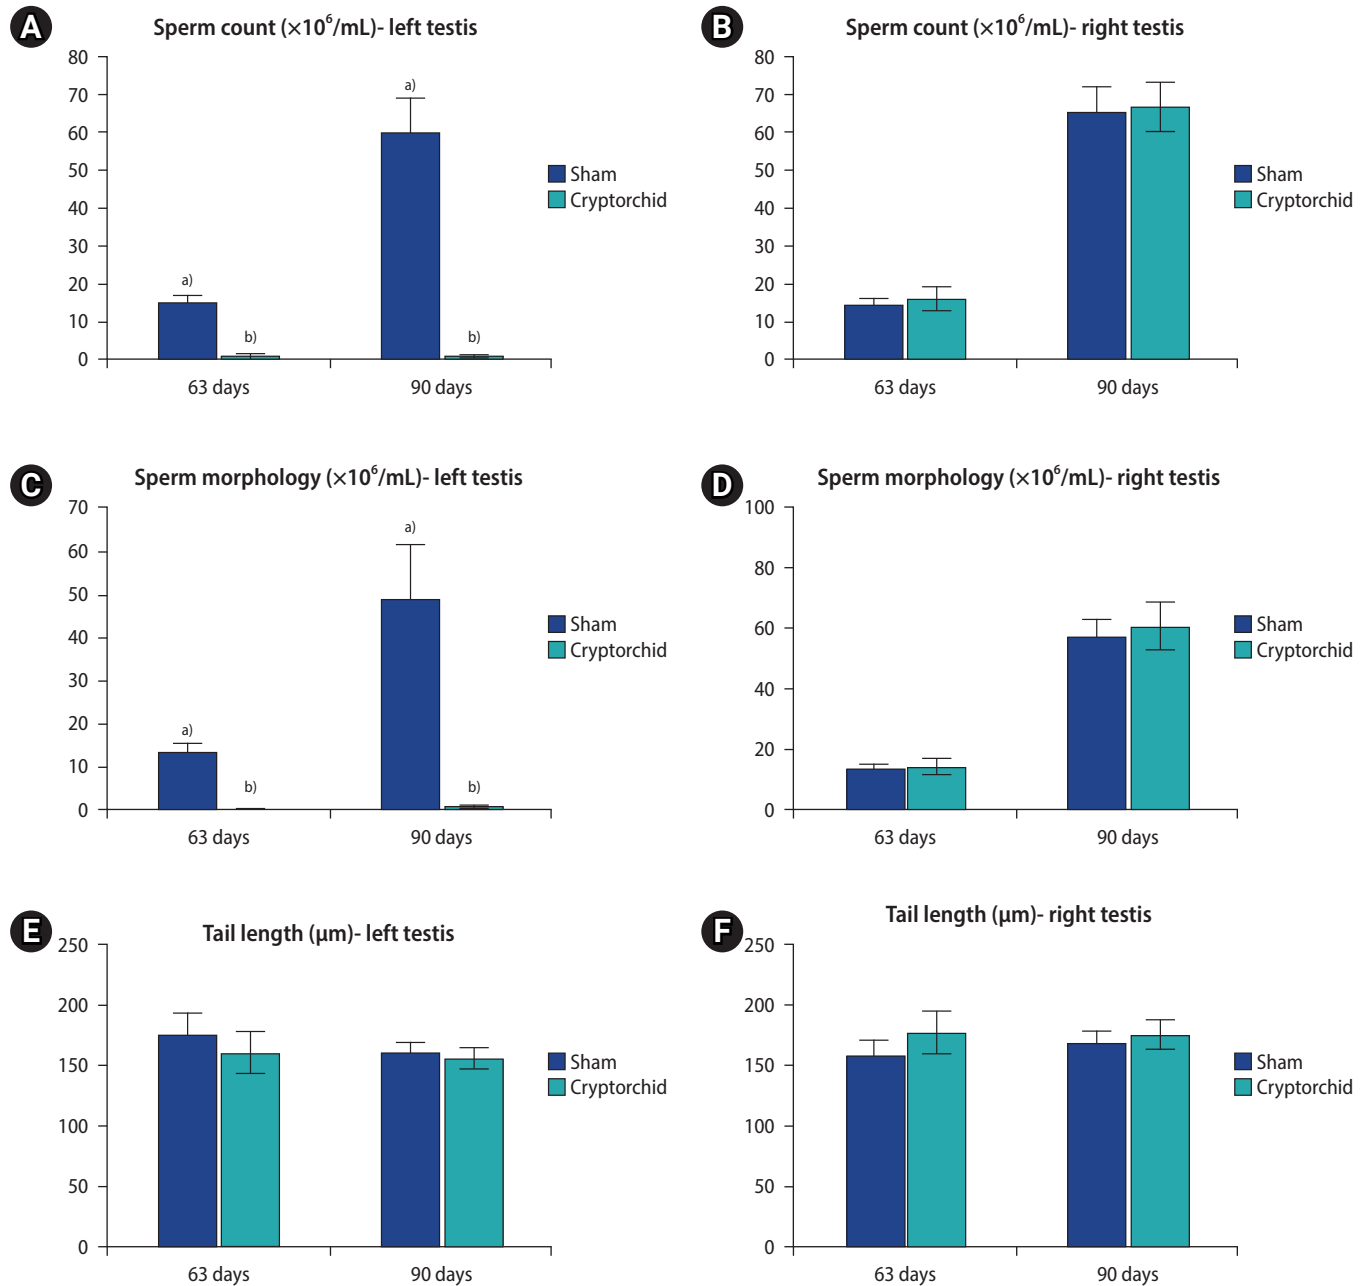 A
Sperm count (×10⁶/mL)- left testis
80
70
60
50
40
30
20
10
0
a)
b)
a)
b)
63 days
90 days
Sham
Cryptorchid
B
Sperm count (×10⁶/mL)- right testis
80
70
60
50
40
30
20
10
0
63 days
90 days
Sham
Cryptorchid
C
Sperm morphology (×10⁶/mL)- left testis
70
60
50
40
30
20
10
0
a)
b)
a)
b)
63 days
90 days
Sham
Cryptorchid
D
Sperm morphology (×10⁶/mL)- right testis
100
80
60
40
20
0
63 days
90 days
Sham
Cryptorchid
E
Tail length (µm)- left testis
250
200
150
100
50
0
63 days
90 days
Sham
Cryptorchid
F
Tail length (µm)- right testis
250
200
150
100
50
0
63 days
90 days
Sham
Cryptorchid